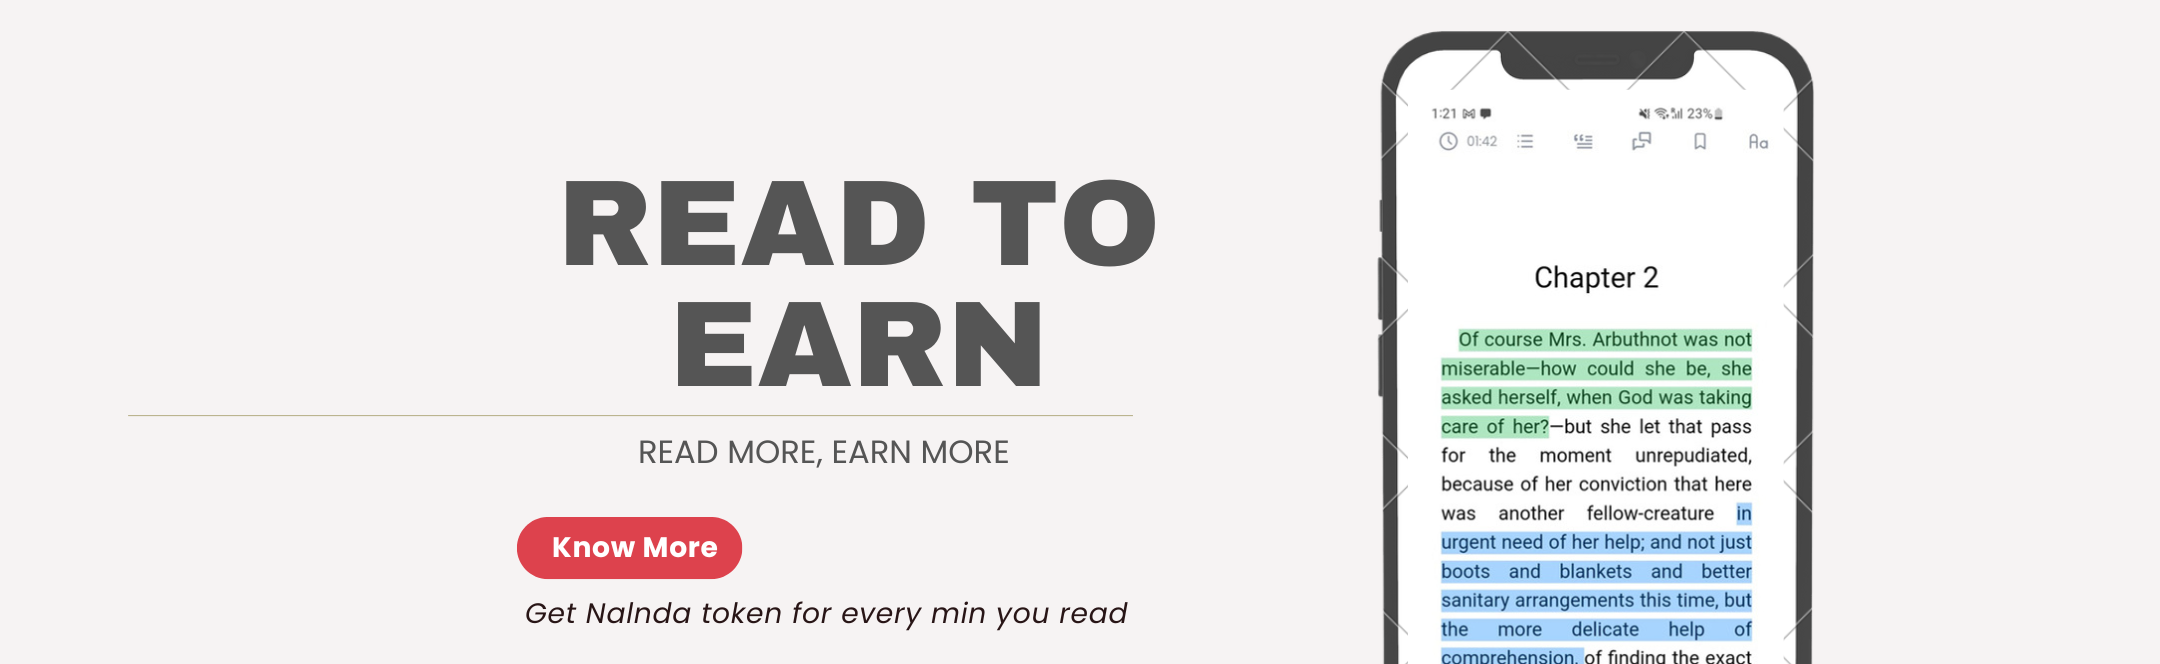 READ TO
EARN
READ MORE, EARN MORE
Know More
Get Nalnda token for every min you read
1:21 23%
01:42 Aa
Chapter 2
Of course Mrs. Arbuthnot was not
miserable—how could she be, she
asked herself, when God was taking
care of her?—but she let that pass
for the moment unrepudiated,
because of her conviction that here
was another fellow-creature in
urgent need of her help; and not just
boots and blankets and better
sanitary arrangements this time, but
the more delicate help of
comprehension, of finding the exact